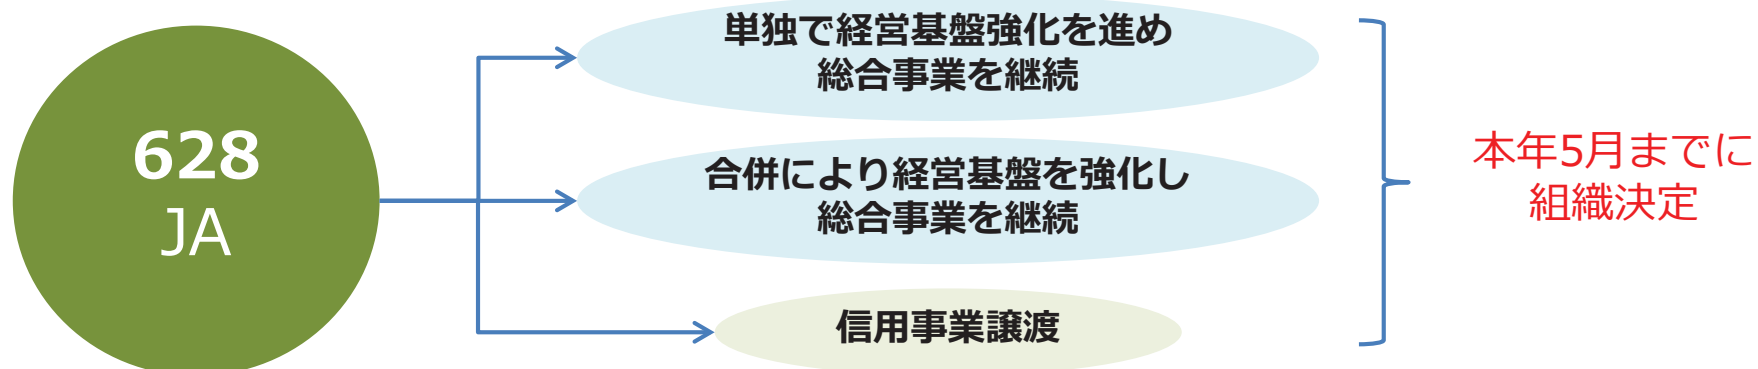 628
JA
単独で経営基盤強化を進め
総合事業を継続
合併により経営基盤を強化し
総合事業を継続
信用事業譲渡
本年5月までに
組織決定